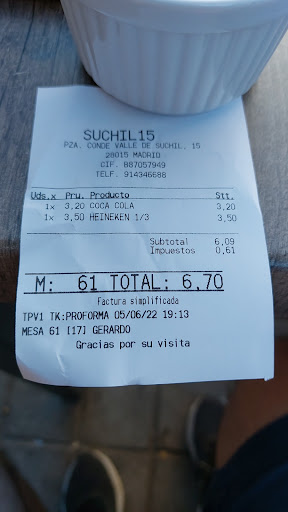 SUCHIL15
PZA. CONDE VALLE DE SUCHIL, 15
28015 MADRID
CIF. B87057949
TELF. 914346688
Uds.x Pru. Producto Stt.
1x 3,20 COCA COLA 3,20
1x 3,50 HEINEKEN 1/3 3,50
Subtotal 6,09
Impuestos 0,61
M: 61 TOTAL: 6,70
Factura simplificada
TPV1 TK:PROFORMA 05/06/22 19:13
MESA 61 [17] GERARDO
Gracias por su visita